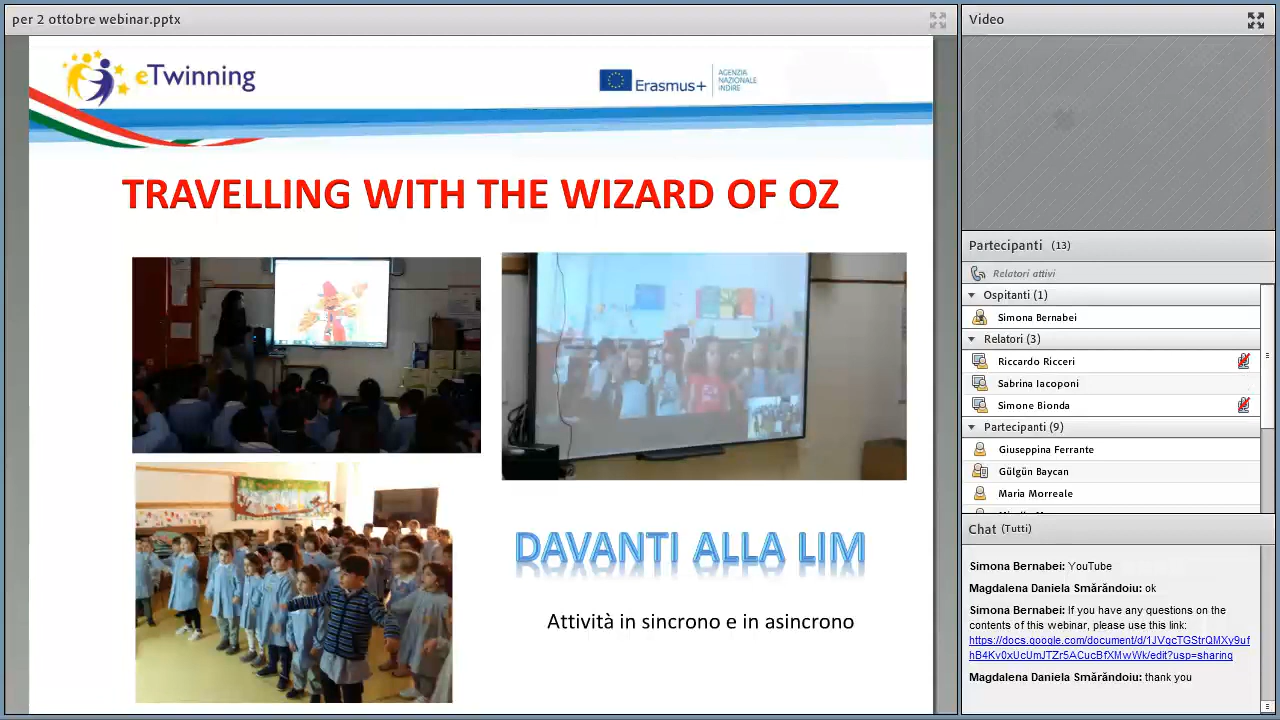 per 2 ottobre webinar.pptx
eTwinning
Erasmus+
AGENZIA
NAZIONALE
INDIRE
TRAVELLING WITH THE WIZARD OF OZ
DAVANTI ALLA LIM
Attività in sincrono e in asincrono
Video
Partecipanti (13)
Relatori attivi
Ospitanti (1)
Simona Bernabei
Relatori (3)
Riccardo Ricceri
Sabrina Iacoponi
Simone Bionda
Partecipanti (9)
Giuseppina Ferrante
Gülgün Baycan
Maria Morreale
Chat (Tutti)
Simona Bernabei: YouTube
Magdalena Daniela Smărăndoiu: ok
Simona Bernabei: If you have any questions on the
contents of this webinar, please use this link:
https://docs.google.com/document/d/1JVgcTGStrQMXy9uf
hB4Kv0xUcUmJTZr5ACucBfXMwWk/edit?usp=sharing
Magdalena Daniela Smărăndoiu: thank you